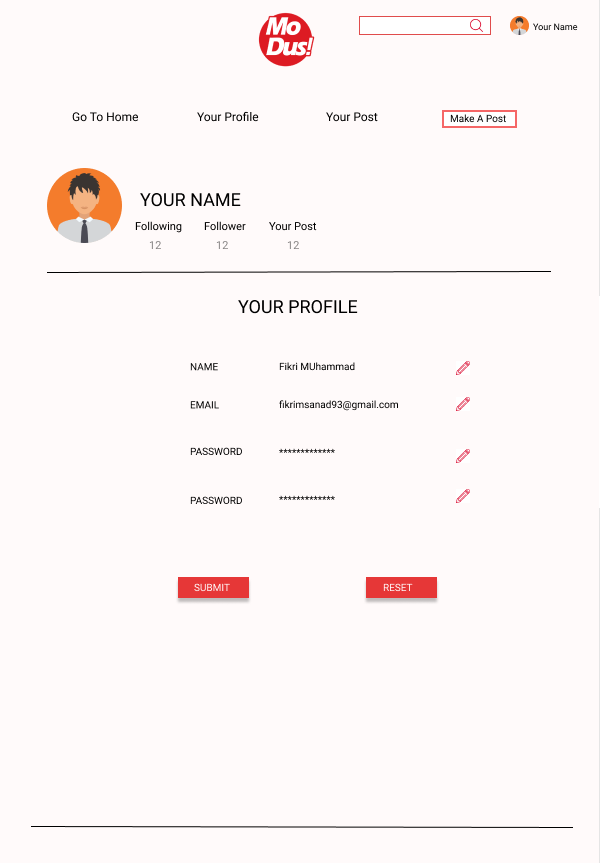 Mo
Dus!
Your Name
Go To Home
Your Profile
Your Post
Make A Post
YOUR NAME
Following
Follower
Your Post
12
12
12
YOUR PROFILE
NAME
Fikri MUhammad
EMAIL
fikrimsanad93@gmail.com
PASSWORD
*************
PASSWORD
*************
SUBMIT
RESET